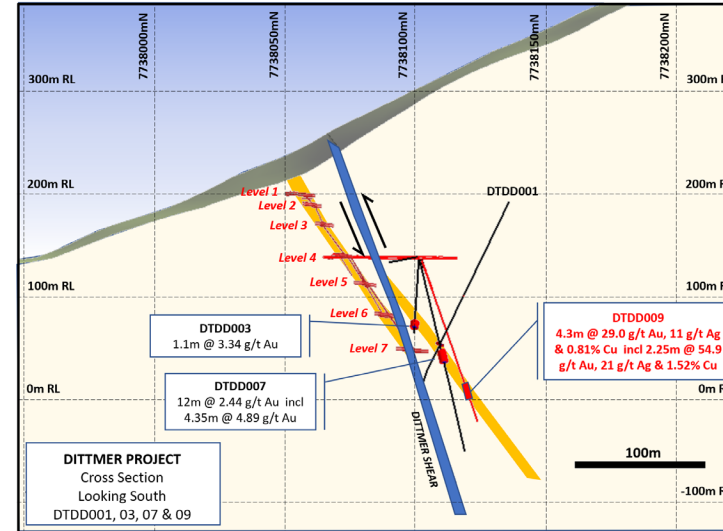 7738000mN
7738050mN
7738100mN
7738150mN
7738200mN
300m RL
300m R
200m RL
200m R
100m RL
100m R
0m RL
0m R
-100m R
Level 1
Level 2
Level 3
Level 4
Level 5
Level 6
Level 7
DTDD001
DTDD003
1.1m @ 3.34 g/t Au
DTDD007
12m @ 2.44 g/t Au incl
4.35m @ 4.89 g/t Au
DTDD009
4.3m @ 29.0 g/t Au, 11 g/t Ag
& 0.81% Cu incl 2.25m @ 54.9
g/t Au, 21 g/t Ag & 1.52% Cu
DITTMER SHEAR
100m
DITTMER PROJECT
Cross Section
Looking South
DTDD001, 03, 07 & 09